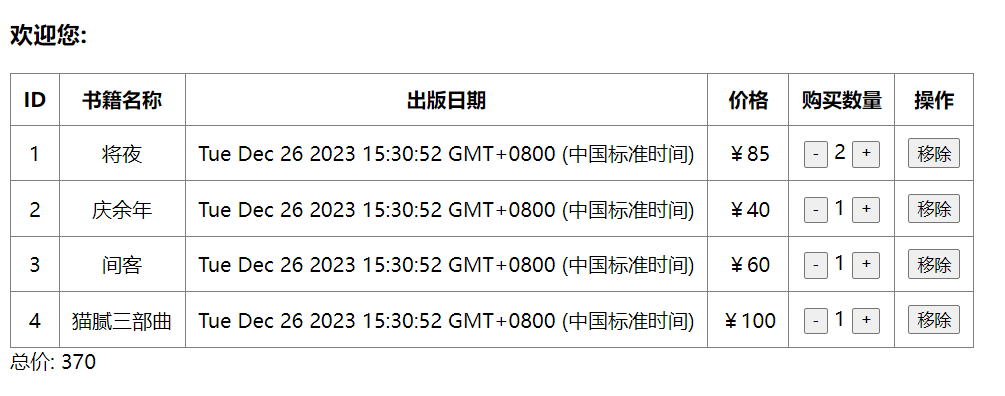 欢迎您:
ID 书籍名称 出版日期 价格 购买数量 操作
1 将夜 Tue Dec 26 2023 15:30:52 GMT+0800 (中国标准时间) ￥85 - 2 + 移除
2 庆余年 Tue Dec 26 2023 15:30:52 GMT+0800 (中国标准时间) ￥40 - 1 + 移除
3 间客 Tue Dec 26 2023 15:30:52 GMT+0800 (中国标准时间) ￥60 - 1 + 移除
4 猫腻三部曲 Tue Dec 26 2023 15:30:52 GMT+0800 (中国标准时间) ￥100 - 1 + 移除
总价: 370